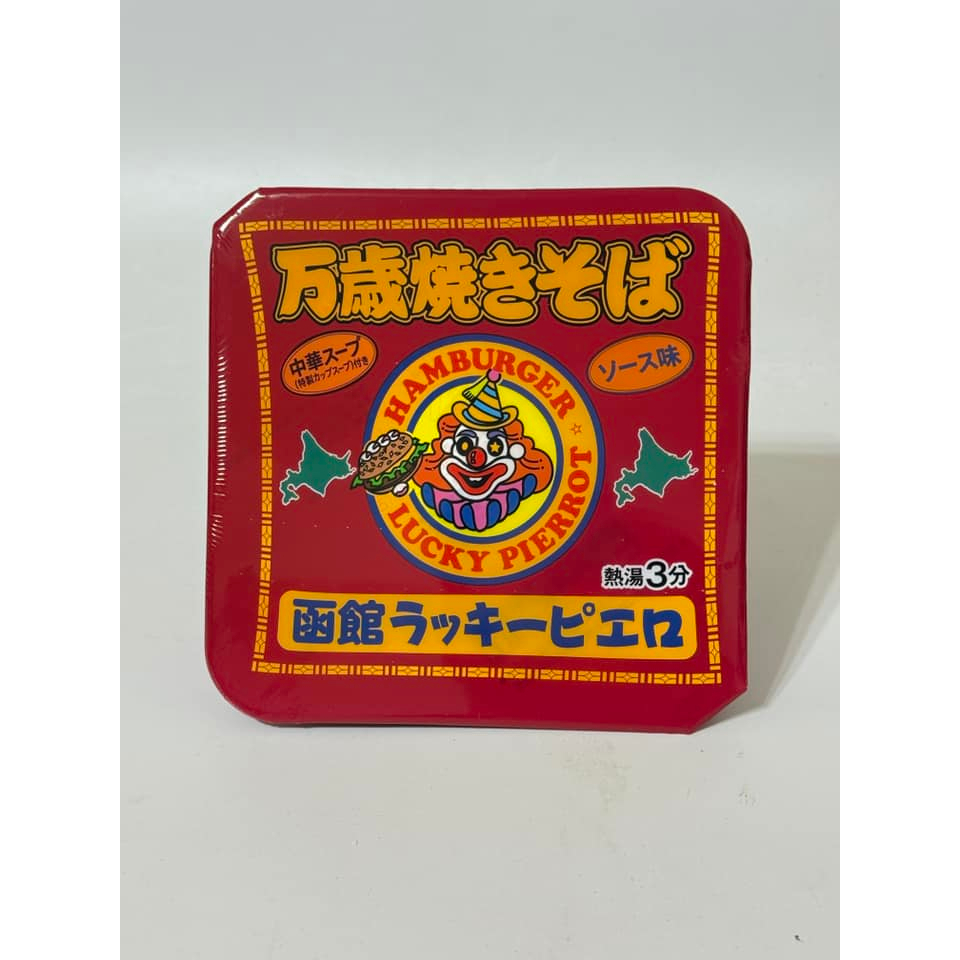 万歳焼きそば
中華スープ
(特製カップスープ)付き
ソース味
HAMBURGER ☆
LUCKY PIERROT
熱湯3分
函館ラッキーピエロ